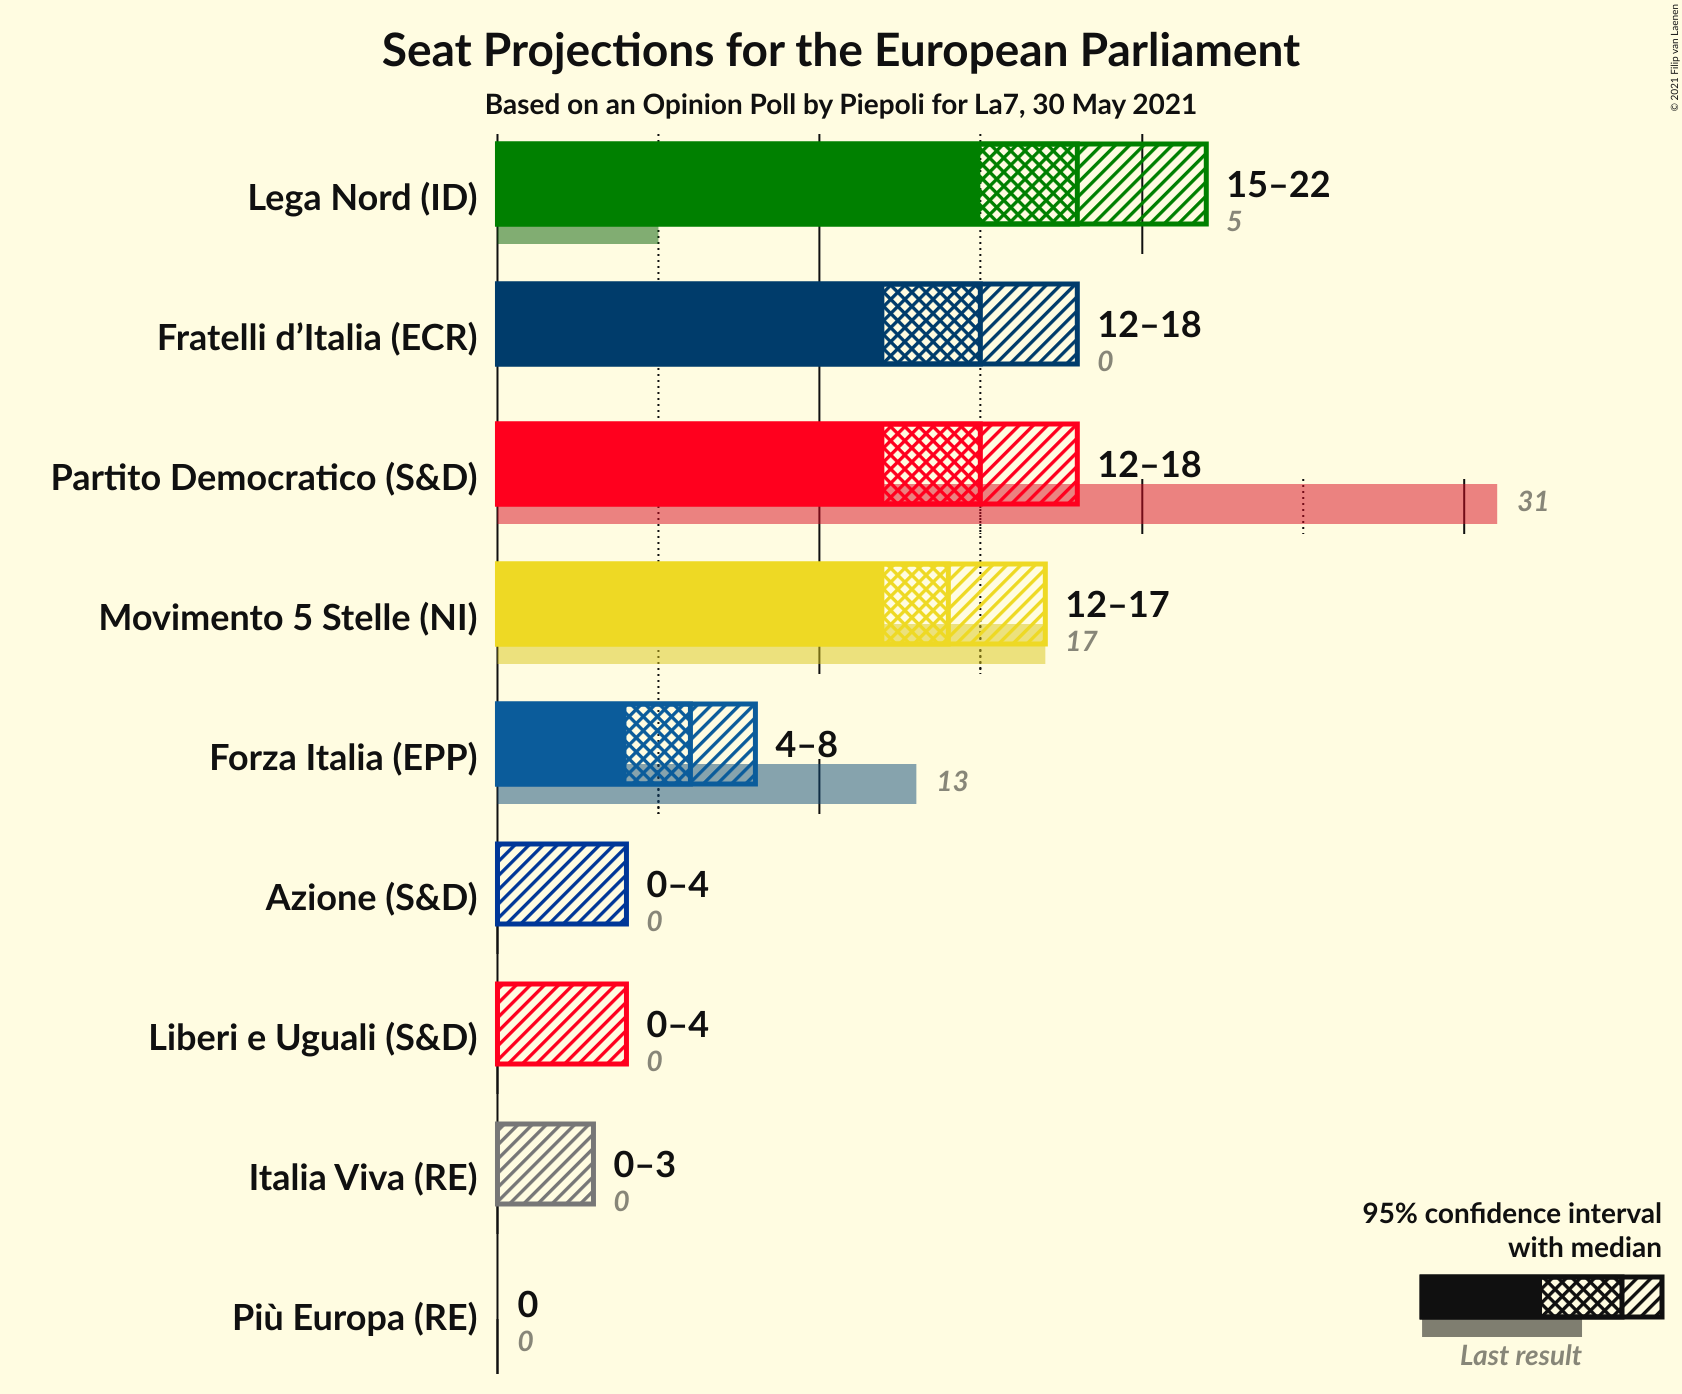 Seat Projections for the European Parliament
Based on an Opinion Poll by Piepoli for La7, 30 May 2021
© 2021 Filip van Laenen
Lega Nord (ID)
15–22
5
Fratelli d’Italia (ECR)
12–18
0
Partito Democratico (S&D)
12–18
31
Movimento 5 Stelle (NI)
12–17
17
Forza Italia (EPP)
4–8
13
Azione (S&D)
0–4
0
Liberi e Uguali (S&D)
0–4
0
Italia Viva (RE)
0–3
0
Più Europa (RE)
0
0
95% confidence interval
with median
Last result